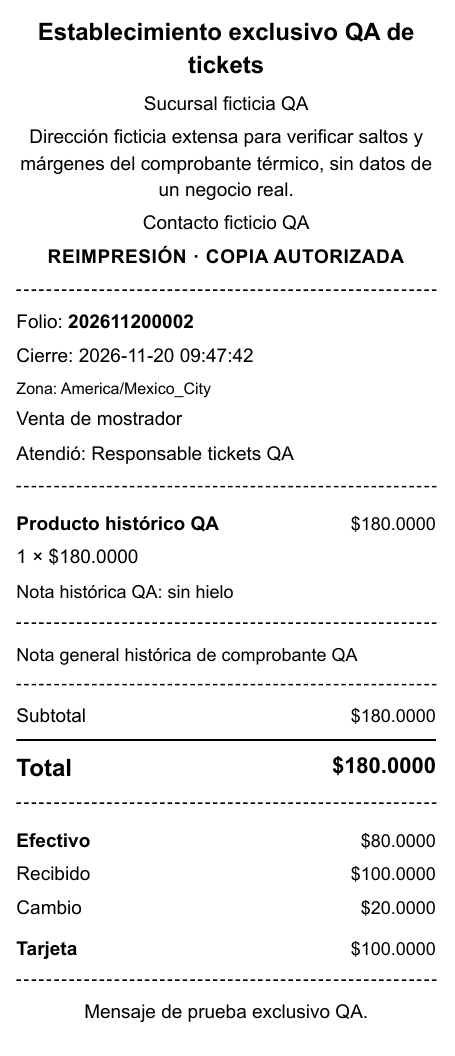 Establecimiento exclusivo QA de
tickets
Sucursal ficticia QA
Dirección ficticia extensa para verificar saltos y
márgenes del comprobante térmico, sin datos de
un negocio real.
Contacto ficticio QA
REIMPRESIÓN · COPIA AUTORIZADA
Folio: 202611200002
Cierre: 2026-11-20 09:47:42
Zona: America/Mexico_City
Venta de mostrador
Atendió: Responsable tickets QA
Producto histórico QA $180.0000
1 × $180.0000
Nota histórica QA: sin hielo
Nota general histórica de comprobante QA
Subtotal $180.0000
Total $180.0000
Efectivo $80.0000
Recibido $100.0000
Cambio $20.0000
Tarjeta $100.0000
Mensaje de prueba exclusivo QA.